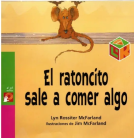 El ratoncito
sale a comer algo
Lyn Rossiter McFarland
Ilustraciones de Jim McFarland